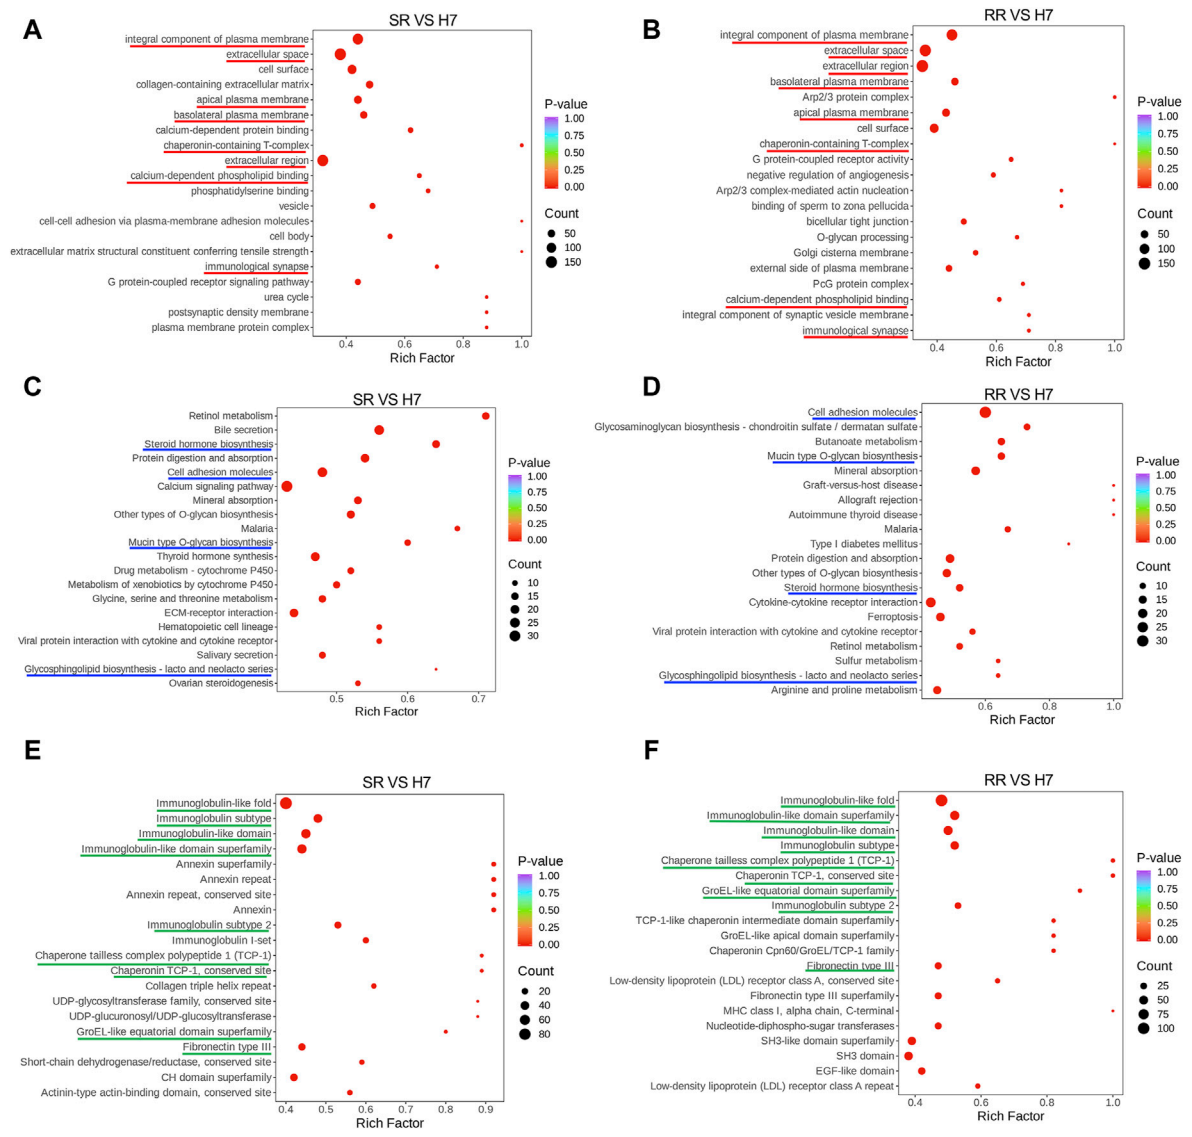 A
SR VS H7
integral component of plasma membrane
extracellular space
cell surface
collagen-containing extracellular matrix
apical plasma membrane
basolateral plasma membrane
calcium-dependent protein binding
chaperonin-containing T-complex
extracellular region
calcium-dependent phospholipid binding
phosphatidylserine binding
vesicle
cell-cell adhesion via plasma-membrane adhesion molecules
cell body
extracellular matrix structural constituent conferring tensile strength
immunological synapse
G protein-coupled receptor signaling pathway
urea cycle
postsynaptic density membrane
plasma membrane protein complex
0.4 0.6 0.8 1.0
Rich Factor
P-value
1.00
0.75
0.50
0.25
0.00
Count
50
100
150
B
RR VS H7
integral component of plasma membrane
extracellular space
extracellular region
basolateral plasma membrane
Arp2/3 protein complex
apical plasma membrane
cell surface
chaperonin-containing T-complex
G protein-coupled receptor activity
negative regulation of angiogenesis
Arp2/3 complex-mediated actin nucleation
binding of sperm to zona pellucida
bicellular tight junction
O-glycan processing
Golgi cisterna membrane
external side of plasma membrane
PcG protein complex
calcium-dependent phospholipid binding
integral component of synaptic vesicle membrane
immunological synapse
0.4 0.6 0.8 1.0
Rich Factor
P-value
1.00
0.75
0.50
0.25
0.00
Count
50
100
150
C
SR VS H7
Retinol metabolism
Bile secretion
Steroid hormone biosynthesis
Protein digestion and absorption
Cell adhesion molecules
Calcium signaling pathway
Mineral absorption
Other types of O-glycan biosynthesis
Malaria
Mucin type O-glycan biosynthesis
Thyroid hormone synthesis
Drug metabolism - cytochrome P450
Metabolism of xenobiotics by cytochrome P450
Glycine, serine and threonine metabolism
ECM-receptor interaction
Hematopoietic cell lineage
Viral protein interaction with cytokine and cytokine receptor
Salivary secretion
Glycosphingolipid biosynthesis - lacto and neolacto series
Ovarian steroidogenesis
0.5 0.6 0.7
Rich Factor
P-value
1.00
0.75
0.50
0.25
0.00
Count
10
15
20
25
30
D
RR VS H7
Cell adhesion molecules
Glycosaminoglycan biosynthesis - chondroitin sulfate / dermatan sulfate
Butanoate metabolism
Mucin type O-glycan biosynthesis
Mineral absorption
Graft-versus-host disease
Allograft rejection
Autoimmune thyroid disease
Malaria
Type I diabetes mellitus
Protein digestion and absorption
Other types of O-glycan biosynthesis
Steroid hormone biosynthesis
Cytokine-cytokine receptor interaction
Ferroptosis
Viral protein interaction with cytokine and cytokine receptor
Retinol metabolism
Sulfur metabolism
Glycosphingolipid biosynthesis - lacto and neolacto series
Arginine and proline metabolism
0.6 0.8 1.0
Rich Factor
P-value
1.00
0.75
0.50
0.25
0.00
Count
10
15
20
25
30
E
SR VS H7
Immunoglobulin-like fold
Immunoglobulin subtype
Immunoglobulin-like domain
Immunoglobulin-like domain superfamily
Annexin superfamily
Annexin repeat
Annexin repeat, conserved site
Annexin
Immunoglobulin subtype 2
Immunoglobulin I-set
Chaperone tailless complex polypeptide 1 (TCP-1)
Chaperonin TCP-1, conserved site
Collagen triple helix repeat
UDP-glycosyltransferase family, conserved site
UDP-glucuronosyl/UDP-glucosyltransferase
GroEL-like equatorial domain superfamily
Fibronectin type III
Short-chain dehydrogenase/reductase, conserved site
CH domain superfamily
Actinin-type actin-binding domain, conserved site
0.4 0.5 0.6 0.7 0.8 0.9
Rich Factor
P-value
1.00
0.75
0.50
0.25
0.00
Count
20
40
60
80
F
RR VS H7
Immunoglobulin-like fold
Immunoglobulin-like domain superfamily
Immunoglobulin-like domain
Immunoglobulin subtype
Chaperone tailless complex polypeptide 1 (TCP-1)
Chaperonin TCP-1, conserved site
GroEL-like equatorial domain superfamily
Immunoglobulin subtype 2
TCP-1-like chaperonin intermediate domain superfamily
GroEL-like apical domain superfamily
Chaperonin Cpn60/GroEL/TCP-1 family
Fibronectin type III
Low-density lipoprotein (LDL) receptor class A, conserved site
Fibronectin type III superfamily
MHC class I, alpha chain, C-terminal
Nucleotide-diphospho-sugar transferases
SH3-like domain superfamily
SH3 domain
EGF-like domain
Low-density lipoprotein (LDL) receptor class A repeat
0.4 0.6 0.8 1.0
Rich Factor
P-value
1.00
0.75
0.50
0.25
0.00
Count
25
50
75
100